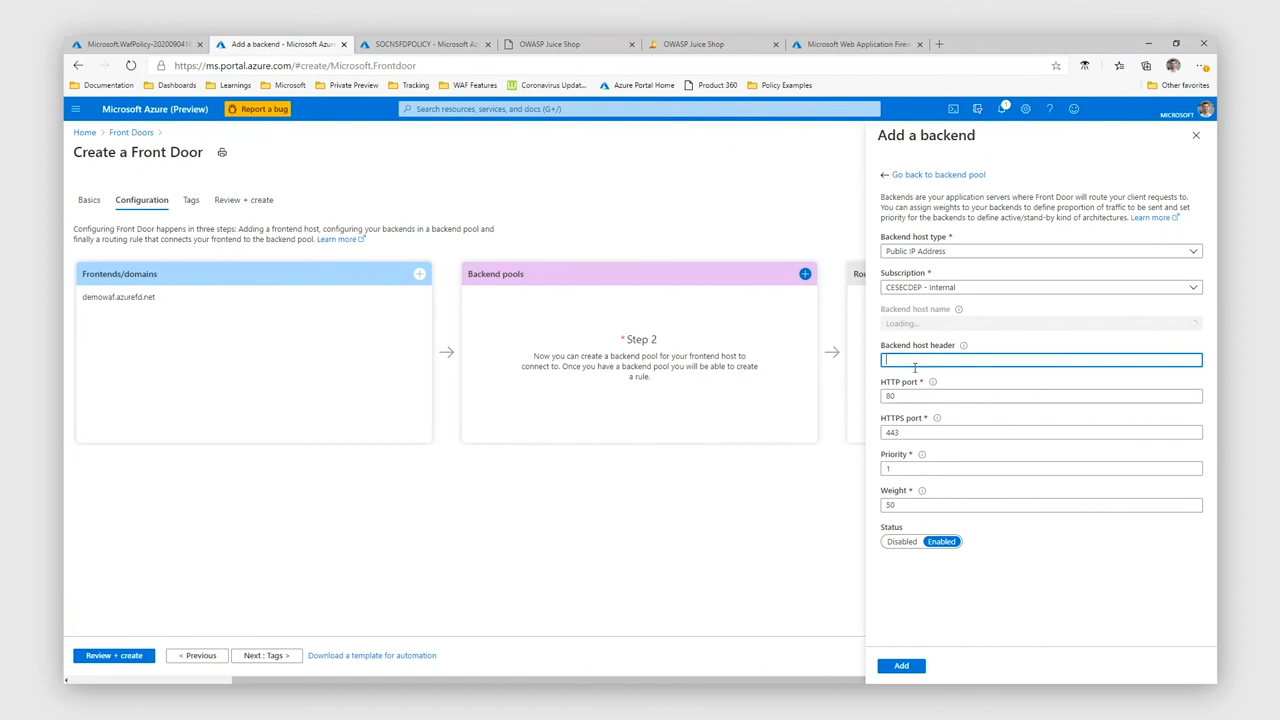 Microsoft.WafPolicy-2020090416
Add a backend - Microsoft Azure
SOCNSFDPOLICY - Microsoft Az
OWASP Juice Shop
OWASP Juice Shop
Microsoft Web Application Firew
https://ms.portal.azure.com/#create/Microsoft.Frontdoor
Documentation
Dashboards
Learnings
Microsoft
Private Preview
Tracking
WAF Features
Coronavirus Updat...
Azure Portal Home
Product 360
Policy Examples
Other favorites
Microsoft Azure (Preview)
Report a bug
Search resources, services, and docs (G+/)
1
MICROSOFT
Home > Front Doors >
Create a Front Door
Basics
Configuration
Tags
Review + create
Configuring Front Door happens in three steps: Adding a frontend host, configuring your backends in a backend pool and
finally a routing rule that connects your frontend to the backend pool. Learn more
Frontends/domains
demowaf.azurefd.net
Backend pools
* Step 2
Now you can create a backend pool for your frontend host to
connect to. Once you have a backend pool you will be able to create
a rule.
Rou
Review + create
< Previous
Next : Tags >
Download a template for automation
Add a backend
Go back to backend pool
Backends are your application servers where Front Door will route your client requests to.
You can assign weights to your backends to define proportion of traffic to be sent and set
priority for the backends to define active/stand-by kind of architectures. Learn more
Backend host type *
Public IP Address
Subscription *
CESECDEP - Internal
Backend host name
Loading...
Backend host header
HTTP port *
80
HTTPS port *
443
Priority *
1
Weight *
50
Status
Disabled Enabled
Add